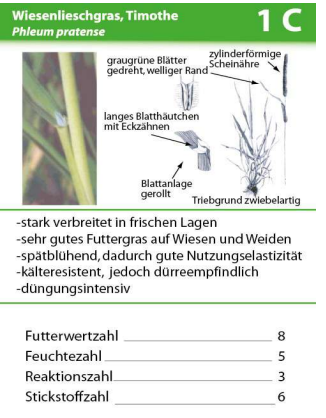 Wiesenlieschgras, Timothe
Phleum pratense
1 C
graugrüne Blätter
gedreht, welliger Rand
zylinderförmige
Scheinähre
langes Blatthäutchen
mit Eckzähnen
Blattanlage
gerollt
Triebgrund zwiebelartig
-stark verbreitet in frischen Lagen
-sehr gutes Futtergras auf Wiesen und Weiden
-spätblühend, dadurch gute Nutzungselastizität
-kälteresistent, jedoch dürreempfindlich
-düngungsintensiv
Futterwertzahl 8
Feuchtezahl 5
Reaktionszahl 3
Stickstoffzahl 6